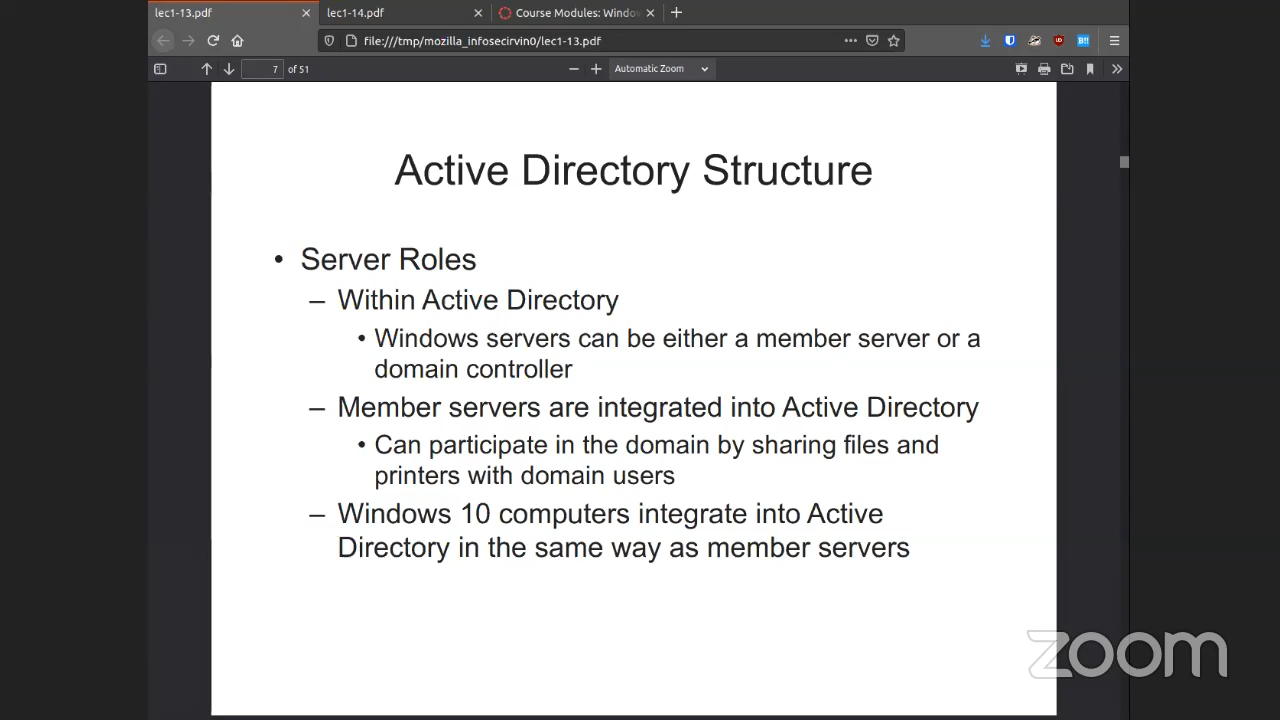 lec1-13.pdf
lec1-14.pdf
Course Modules: Window
file:///tmp/mozilla_infosecirvin0/lec1-13.pdf
7 of 51
Automatic Zoom
Active Directory Structure
• Server Roles
– Within Active Directory
• Windows servers can be either a member server or a
domain controller
– Member servers are integrated into Active Directory
• Can participate in the domain by sharing files and
printers with domain users
– Windows 10 computers integrate into Active
Directory in the same way as member servers
zoom